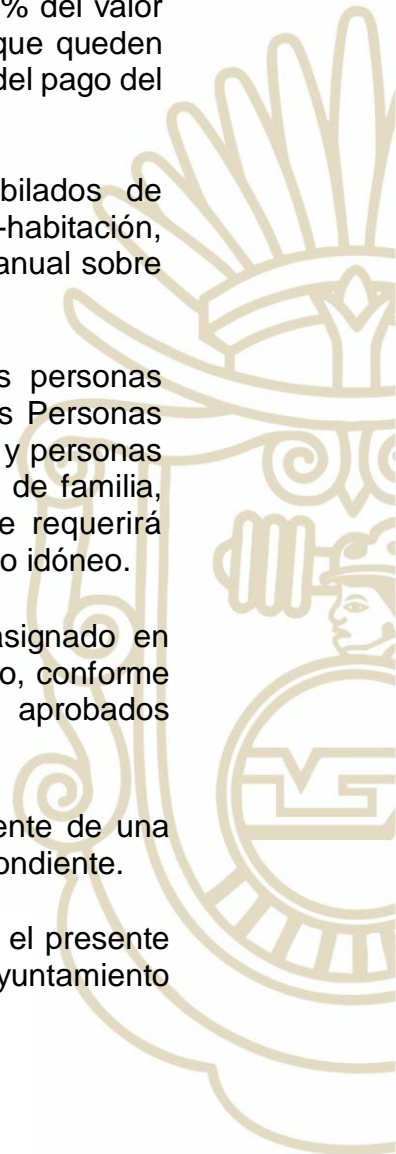 % del valor
que queden
del pago del
bilados de
-habitación,
anual sobre
s personas
s Personas
y personas
de familia,
e requerirá
o idóneo.
asignado en
o, conforme
aprobados
ente de una
ondiente.
el presente
yuntamiento